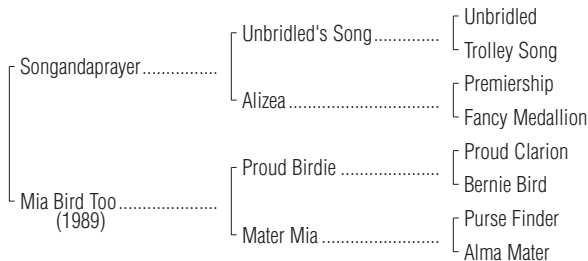 Unbridled
Unbridled's Song...............
Trolley Song
Songandaprayer................
Premiership
Alizea...................................
Fancy Medallion
Proud Clarion
Proud Birdie ......................
Bernie Bird
Mia Bird Too.....................
(1989)
Purse Finder
Mater Mia ...........................
Alma Mater